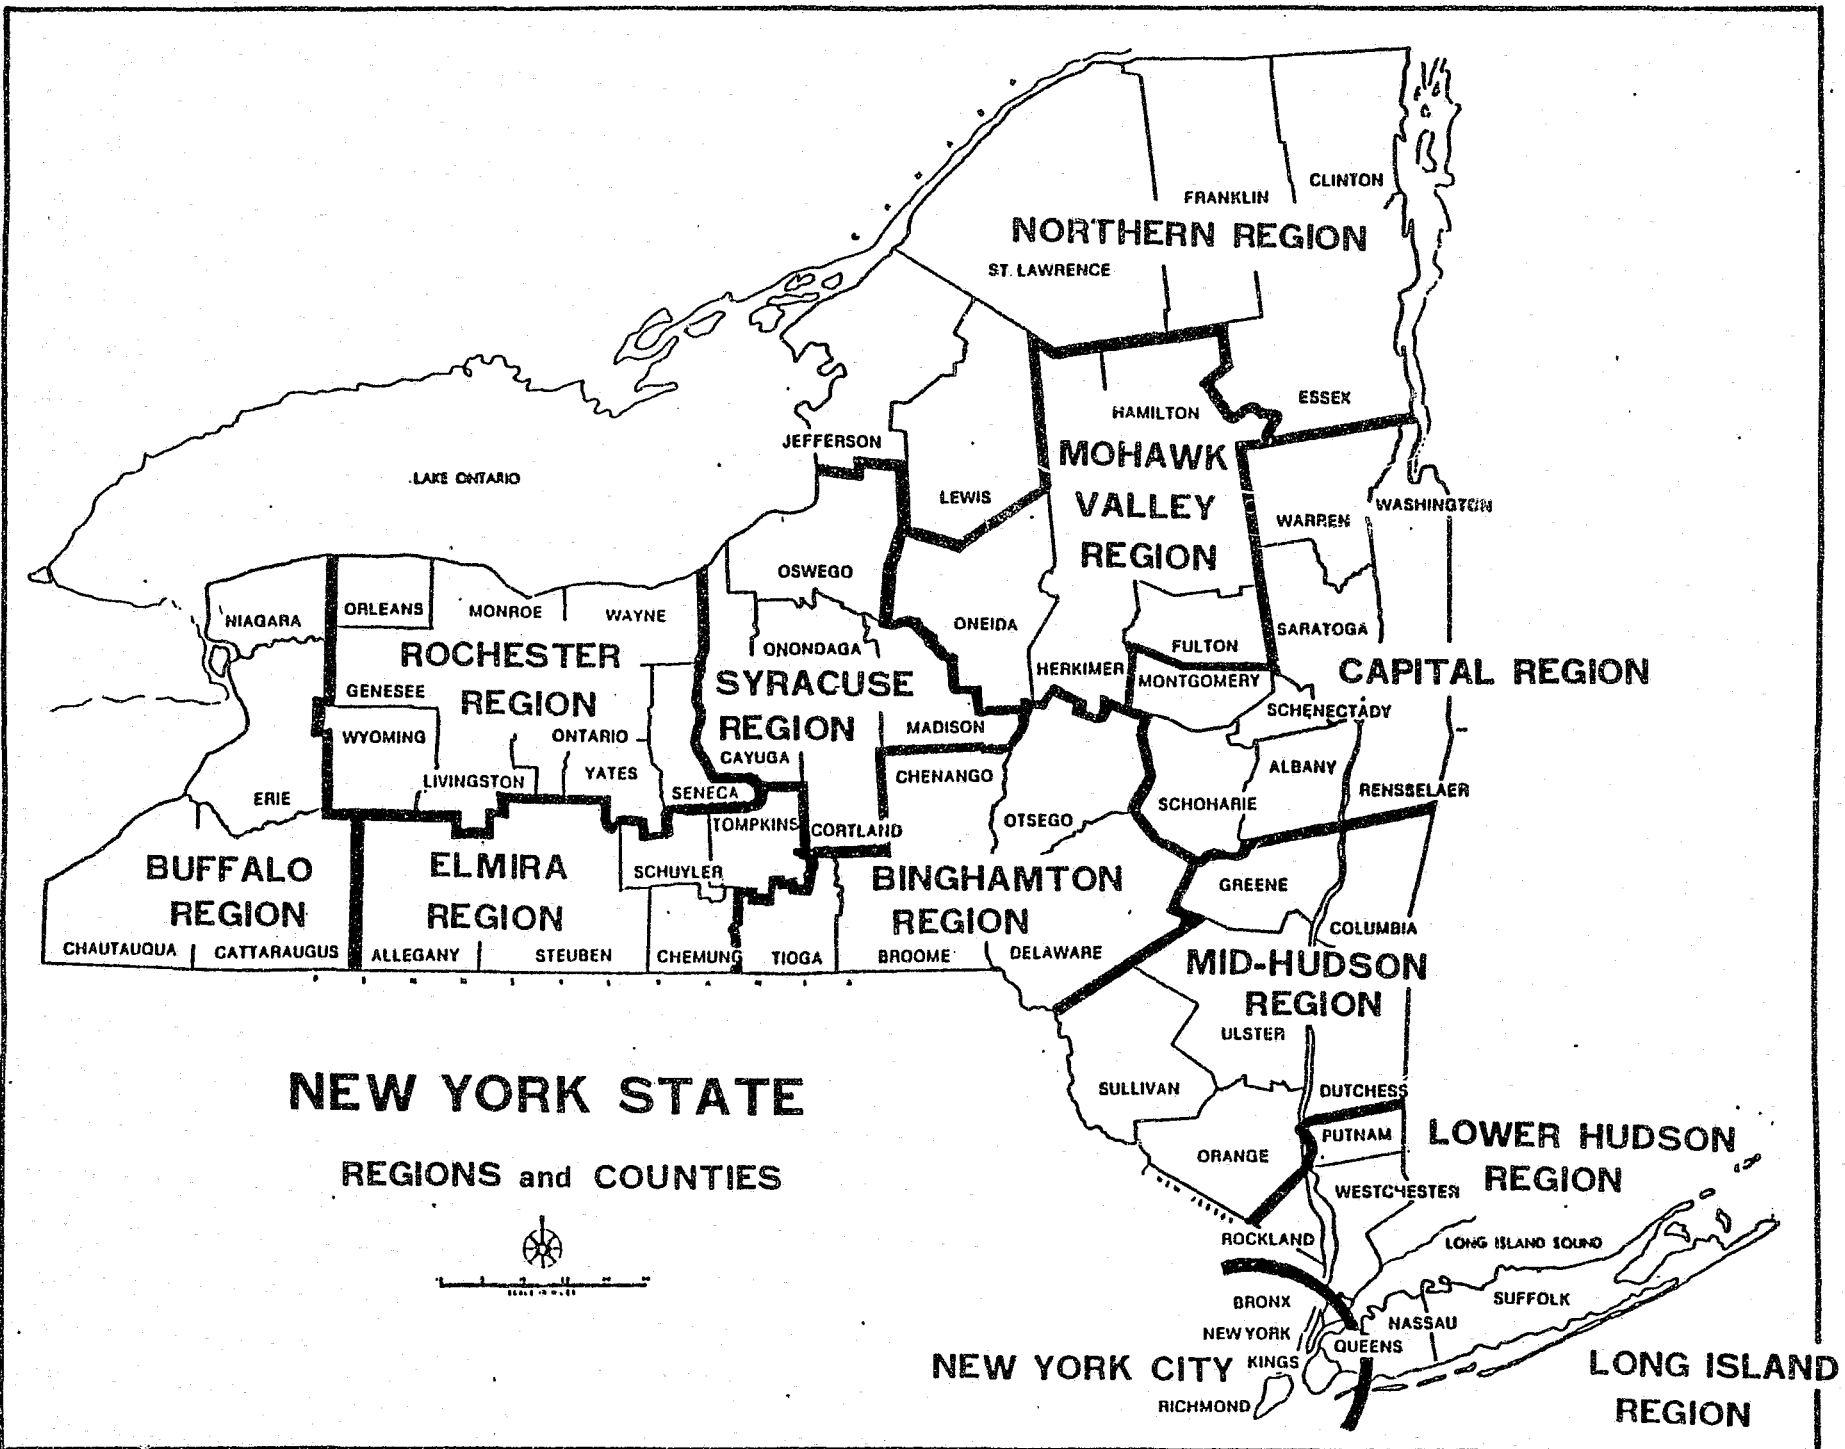 CLINTON
FRANKLIN
NORTHERN REGION
ST. LAWRENCE
ESSEX
HAMILTON
JEFFERSON
MOHAWK
VALLEY
REGION
LAKE ONTARIO
LEWIS
WASHINGTON
WARREN
OSWEGO
ORLEANS
MONROE
WAYNE
NIAGARA
ONEIDA
SARATOGA
ONONDAGA
FULTON
ROCHESTER
REGION
HERKIMER
MONTGOMERY
CAPITAL REGION
SYRACUSE
REGION
GENESEE
SCHENECTADY
WYOMING
ONTARIO
MADISON
CAYUGA
ALBANY
LIVINGSTON
YATES
CHENANGO
SENECA
RENSSELAER
ERIE
SCHOHARIE
OTSEGO
TOMPKINS
CORTLAND
BUFFALO
REGION
ELMIRA
REGION
SCHUYLER
BINGHAMTON
REGION
GREENE
COLUMBIA
CHAUTAUQUA
CATTARAUGUS
ALLEGANY
STEUBEN
CHEMUNG
TIOGA
BROOME
DELAWARE
MID-HUDSON
REGION
ULSTER
NEW YORK STATE
SULLIVAN
DUTCHESS
PUTNAM
LOWER HUDSON
REGION
ORANGE
REGIONS and COUNTIES
WESTCHESTER
ROCKLAND
LONG ISLAND SOUND
BRONX
SUFFOLK
NEW YORK
NASSAU
QUEENS
NEW YORK CITY
KINGS
LONG ISLAND
REGION
RICHMOND